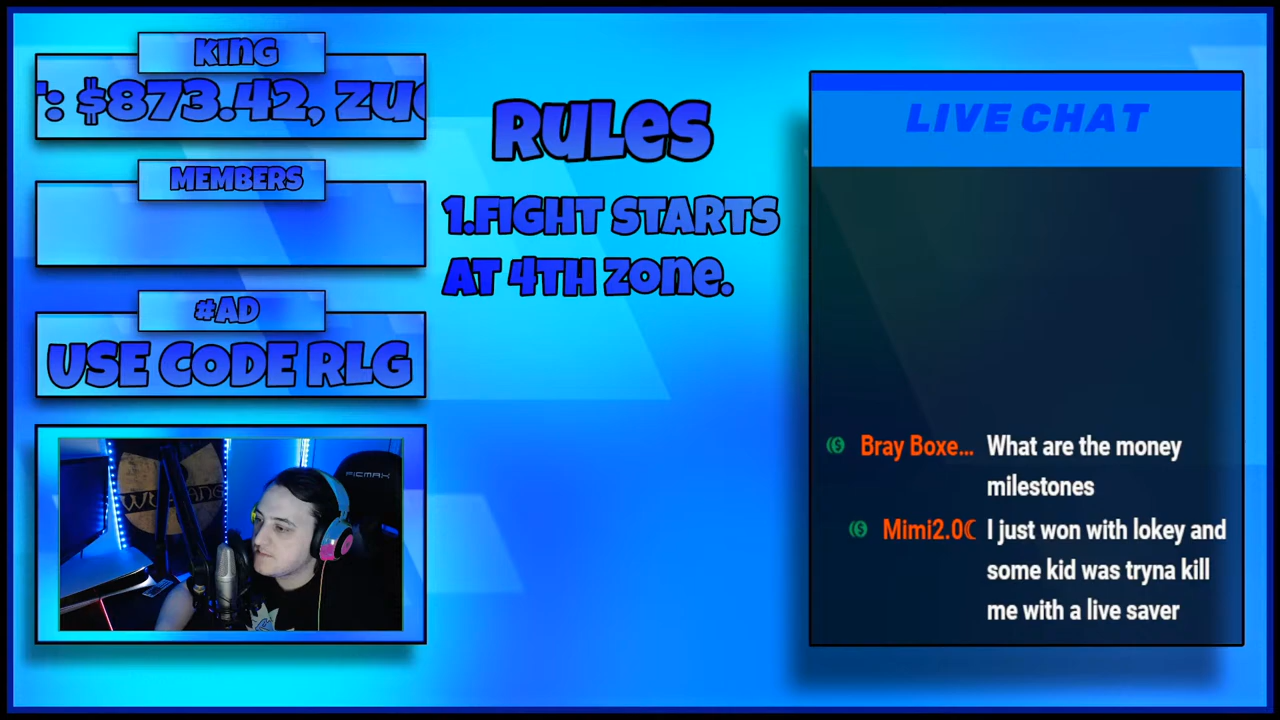 King
: $873.42, zu
MEMBERS
#AD
USE CODE RLG
Rules
1.FIGHT STARTS
AT 4TH Zone.
LIVE CHAT
Bray Boxe... What are the money
milestones
Mimi2.0☾ I just won with lokey and
some kid was tryna kill
me with a live saver
FICMAX